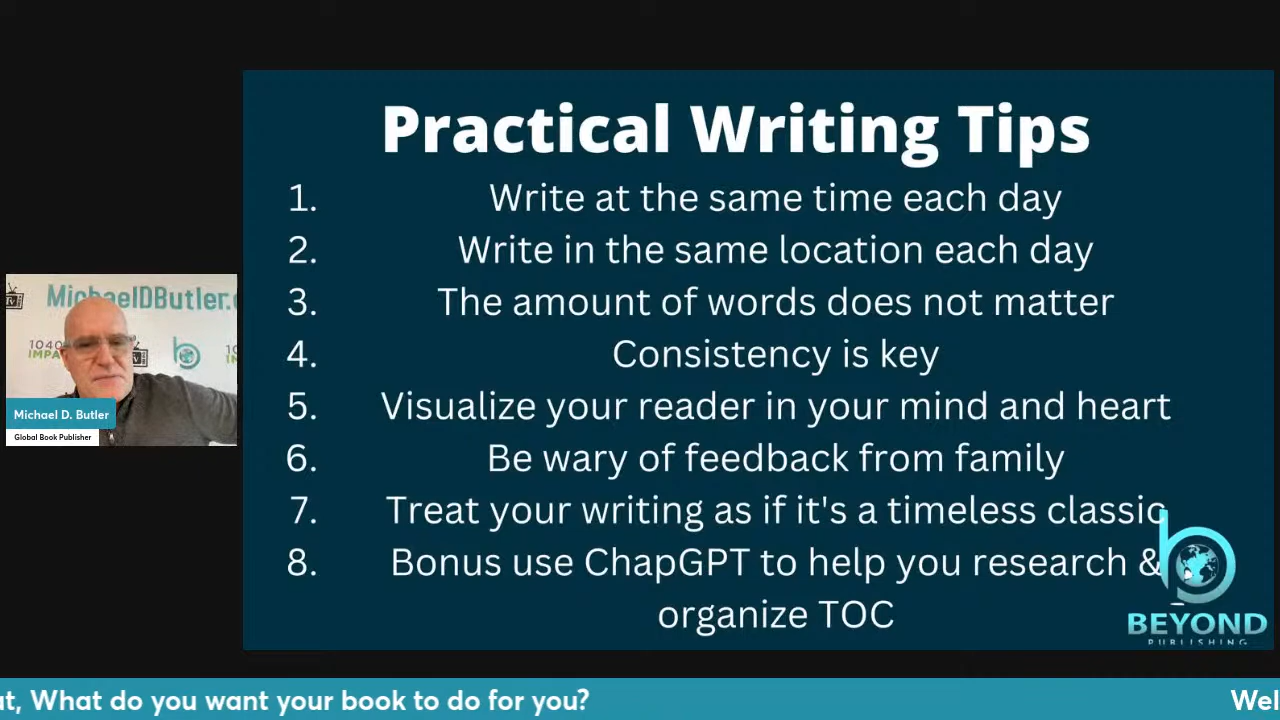 Practical Writing Tips
1. Write at the same time each day
2. Write in the same location each day
3. The amount of words does not matter
4. Consistency is key
5. Visualize your reader in your mind and heart
6. Be wary of feedback from family
7. Treat your writing as if it's a timeless classic
8. Bonus use ChapGPT to help you research &
organize TOC
BEYOND
PUBLISHING
MichaelDButler.
1040
IMPA
TV
Michael D. Butler
Global Book Publisher
at, What do you want your book to do for you?
Wel